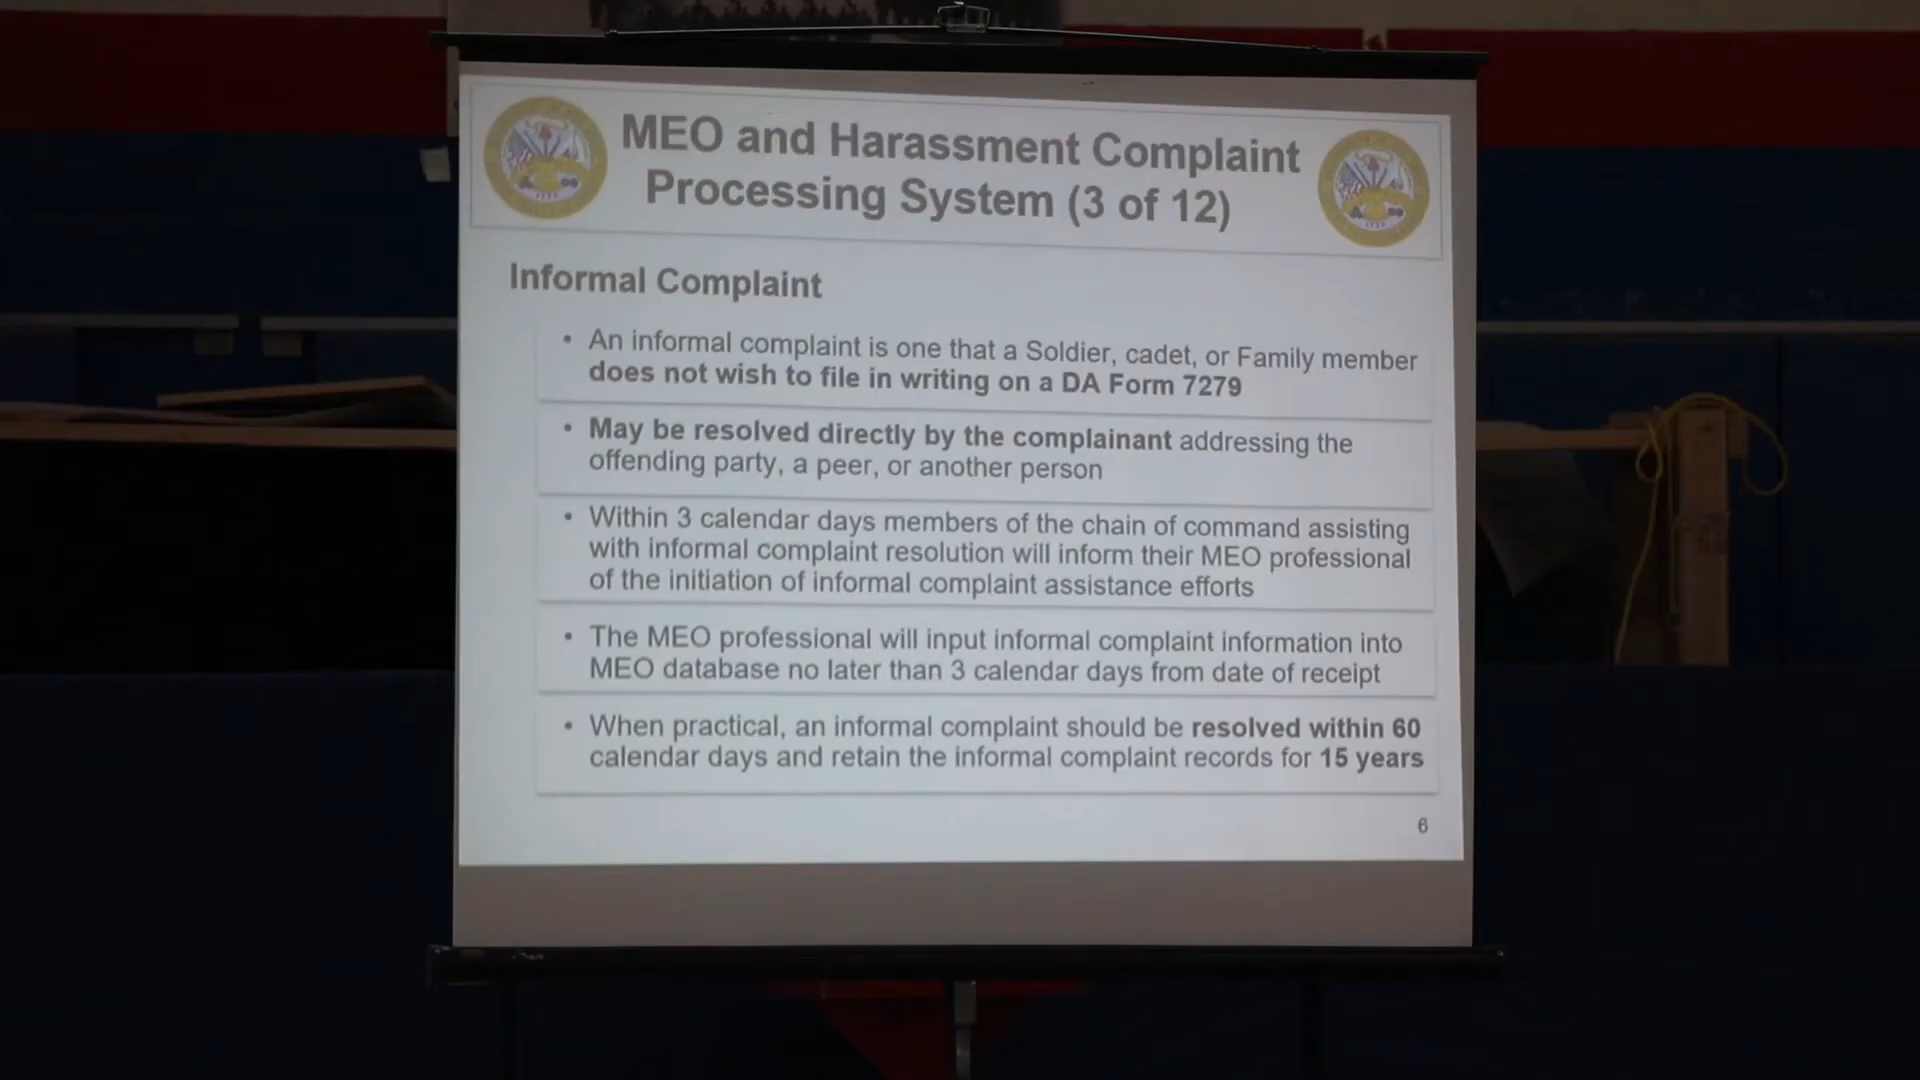 MEO and Harassment Complaint
Processing System (3 of 12)
Informal Complaint
• An informal complaint is one that a Soldier, cadet, or Family member
does not wish to file in writing on a DA Form 7279
• May be resolved directly by the complainant addressing the
offending party, a peer, or another person
• Within 3 calendar days members of the chain of command assisting
with informal complaint resolution will inform their MEO professional
of the initiation of informal complaint assistance efforts
• The MEO professional will input informal complaint information into
MEO database no later than 3 calendar days from date of receipt
• When practical, an informal complaint should be resolved within 60
calendar days and retain the informal complaint records for 15 years
6